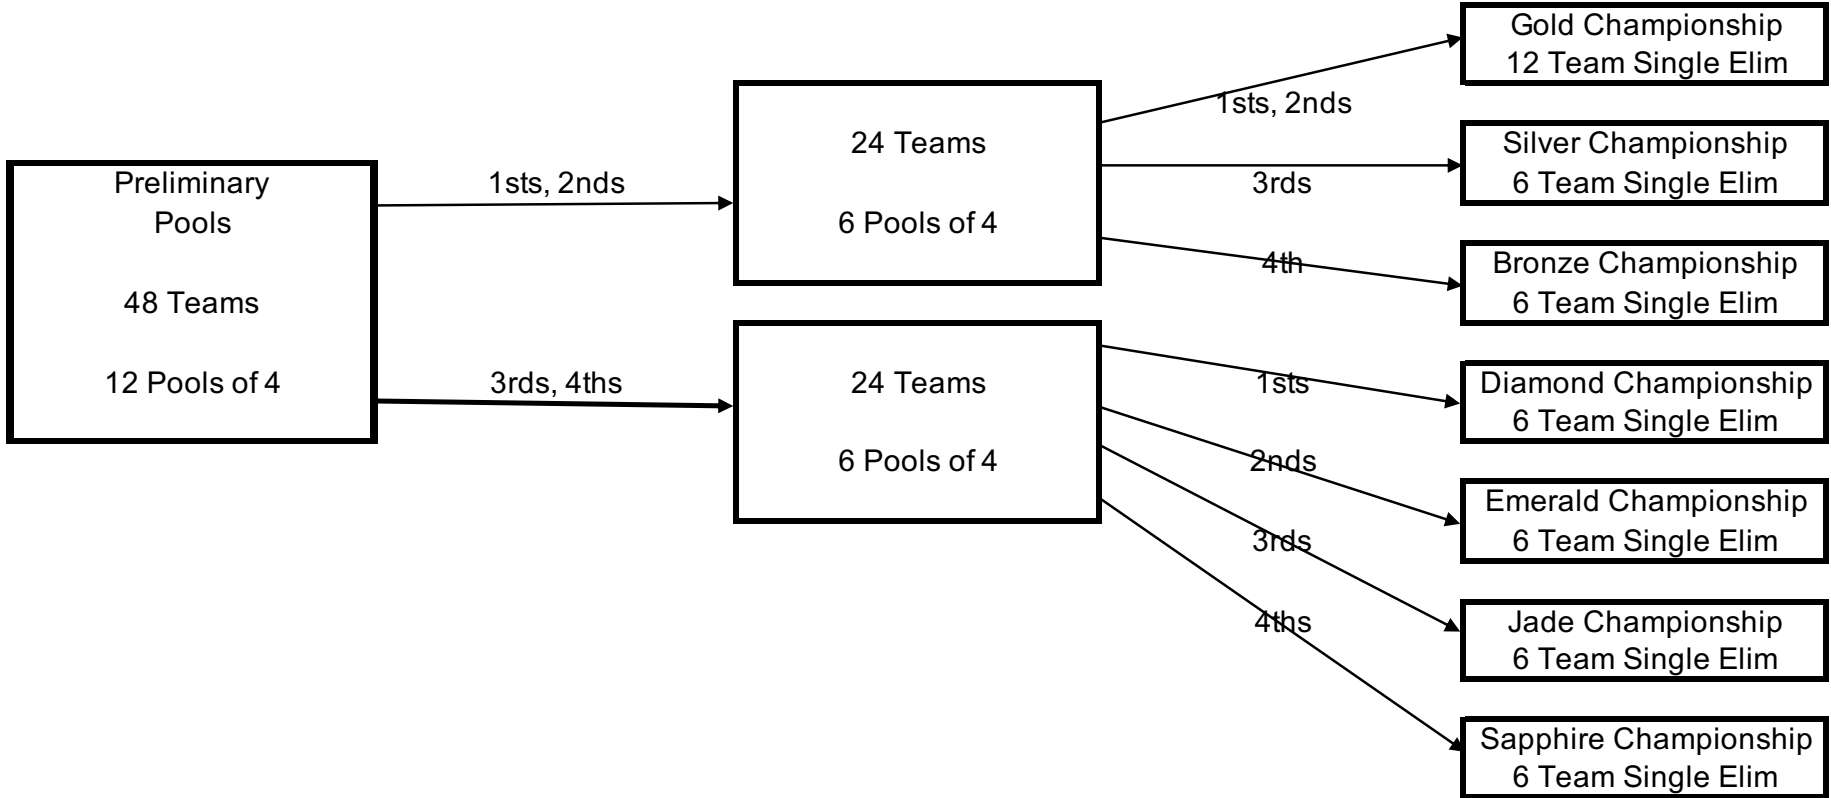 Preliminary
Pools
48 Teams
12 Pools of 4
1sts, 2nds
3rds, 4ths
24 Teams
6 Pools of 4
24 Teams
6 Pools of 4
1sts, 2nds
3rds
4th
1sts
2nds
3rds
4ths
Gold Championship
12 Team Single Elim
Silver Championship
6 Team Single Elim
Bronze Championship
6 Team Single Elim
Diamond Championship
6 Team Single Elim
Emerald Championship
6 Team Single Elim
Jade Championship
6 Team Single Elim
Sapphire Championship
6 Team Single Elim